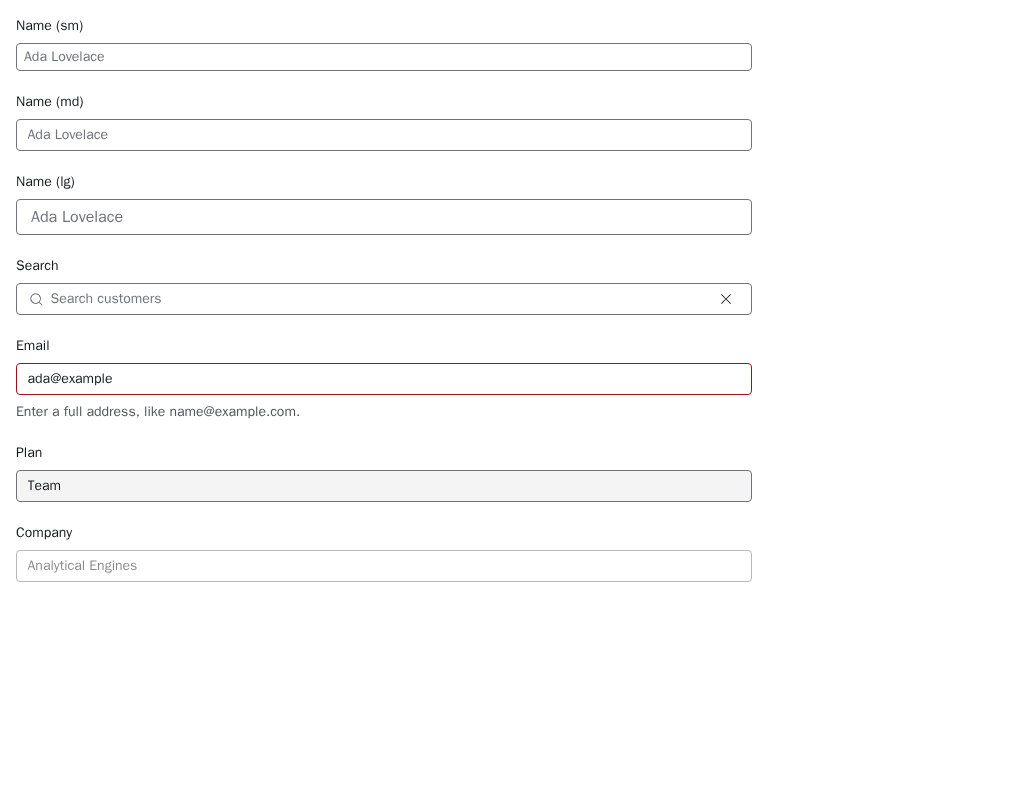 Name (sm)
Ada Lovelace
Name (md)
Ada Lovelace
Name (lg)
Ada Lovelace
Search
Search customers
Email
ada@example
Enter a full address, like name@example.com.
Plan
Team
Company
Analytical Engines